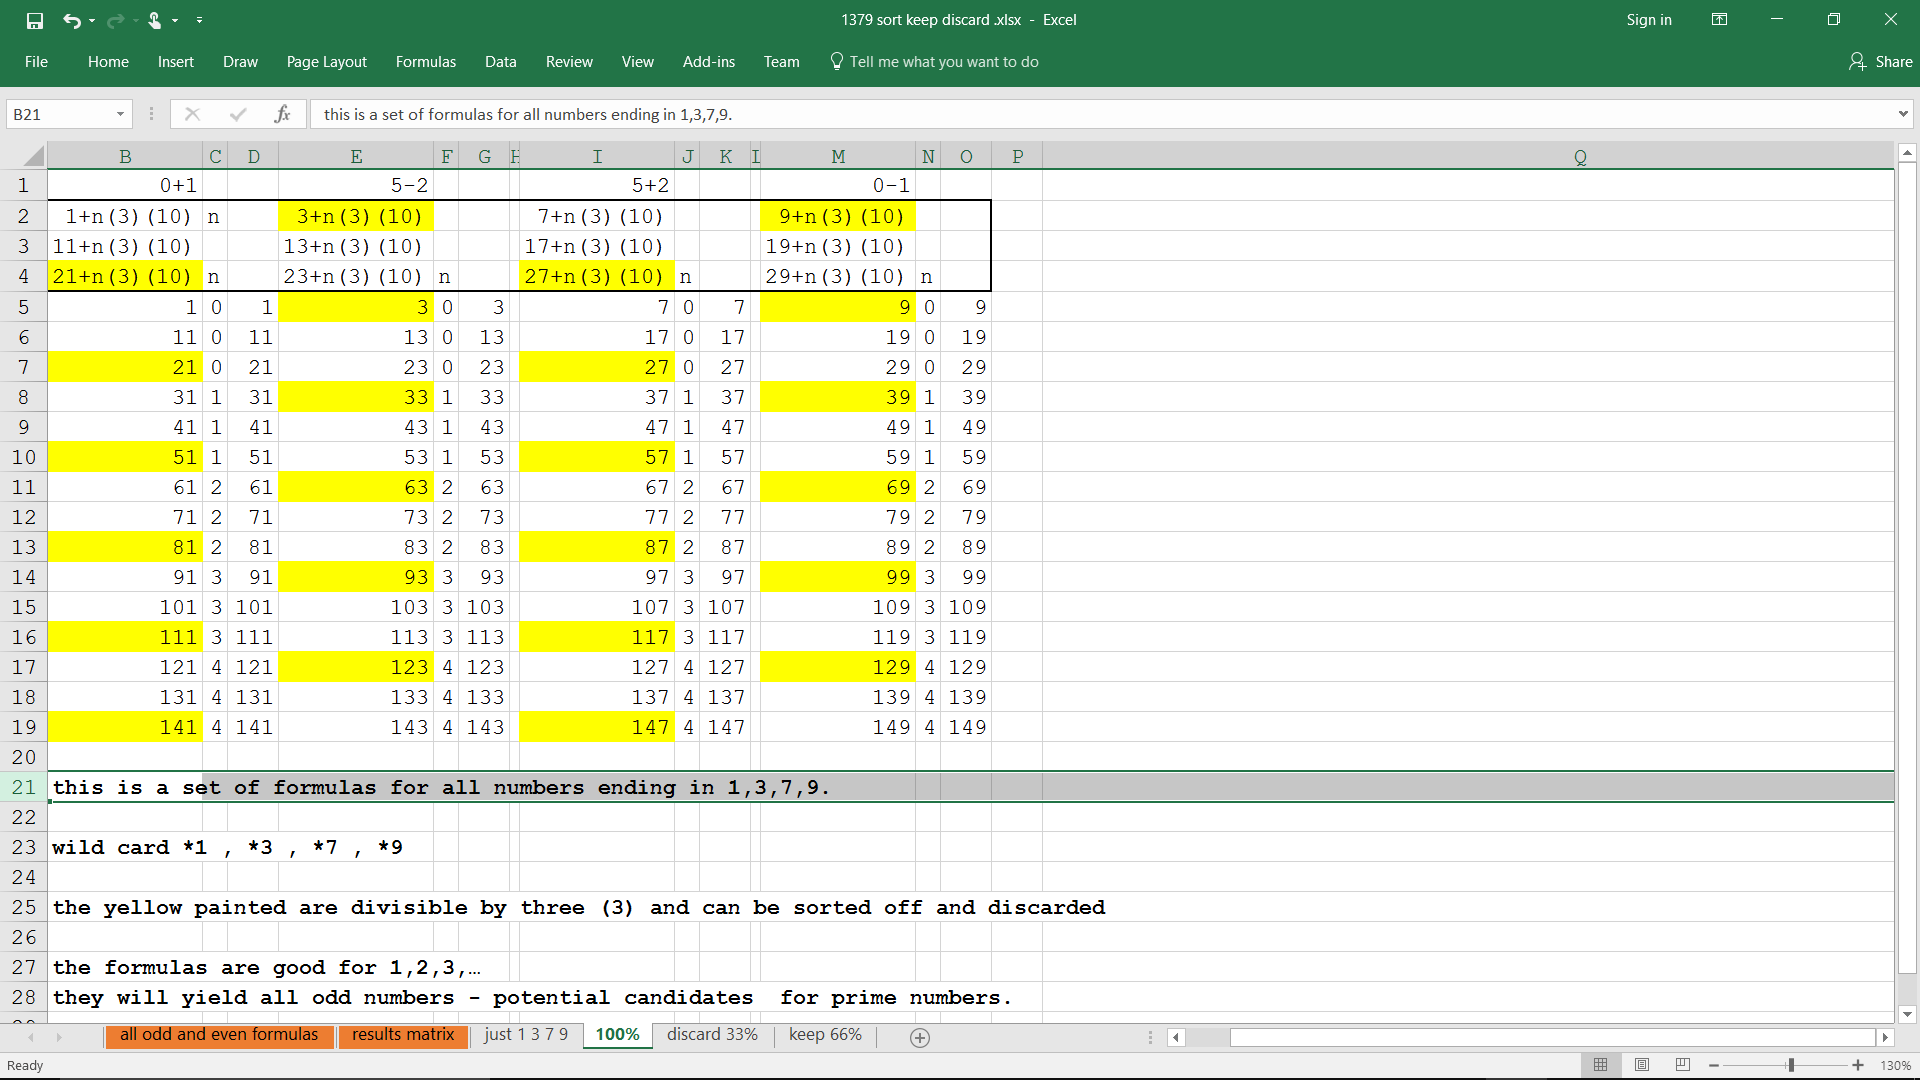 1379 sort keep discard .xlsx - Excel
Sign in
File Home Insert Draw Page Layout Formulas Data Review View Add-ins Team Tell me what you want to do Share
B21 fx this is a set of formulas for all numbers ending in 1,3,7,9.
B C D E F G H I J K L M N O P Q
1 0+1 5-2 5+2 0-1
2 1+n(3)(10) n 3+n(3)(10) 7+n(3)(10) 9+n(3)(10)
3 11+n(3)(10) 13+n(3)(10) 17+n(3)(10) 19+n(3)(10)
4 21+n(3)(10) n 23+n(3)(10) n 27+n(3)(10) n 29+n(3)(10) n
5 1 0 1 3 0 3 7 0 7 9 0 9
6 11 0 11 13 0 13 17 0 17 19 0 19
7 21 0 21 23 0 23 27 0 27 29 0 29
8 31 1 31 33 1 33 37 1 37 39 1 39
9 41 1 41 43 1 43 47 1 47 49 1 49
10 51 1 51 53 1 53 57 1 57 59 1 59
11 61 2 61 63 2 63 67 2 67 69 2 69
12 71 2 71 73 2 73 77 2 77 79 2 79
13 81 2 81 83 2 83 87 2 87 89 2 89
14 91 3 91 93 3 93 97 3 97 99 3 99
15 101 3 101 103 3 103 107 3 107 109 3 109
16 111 3 111 113 3 113 117 3 117 119 3 119
17 121 4 121 123 4 123 127 4 127 129 4 129
18 131 4 131 133 4 133 137 4 137 139 4 139
19 141 4 141 143 4 143 147 4 147 149 4 149
20
21 this is a set of formulas for all numbers ending in 1,3,7,9.
22
23 wild card *1 , *3 , *7 , *9
24
25 the yellow painted are divisible by three (3) and can be sorted off and discarded
26
27 the formulas are good for 1,2,3,…
28 they will yield all odd numbers - potential candidates for prime numbers.
all odd and even formulas results matrix just 1 3 7 9 100% discard 33% keep 66%
Ready 130%